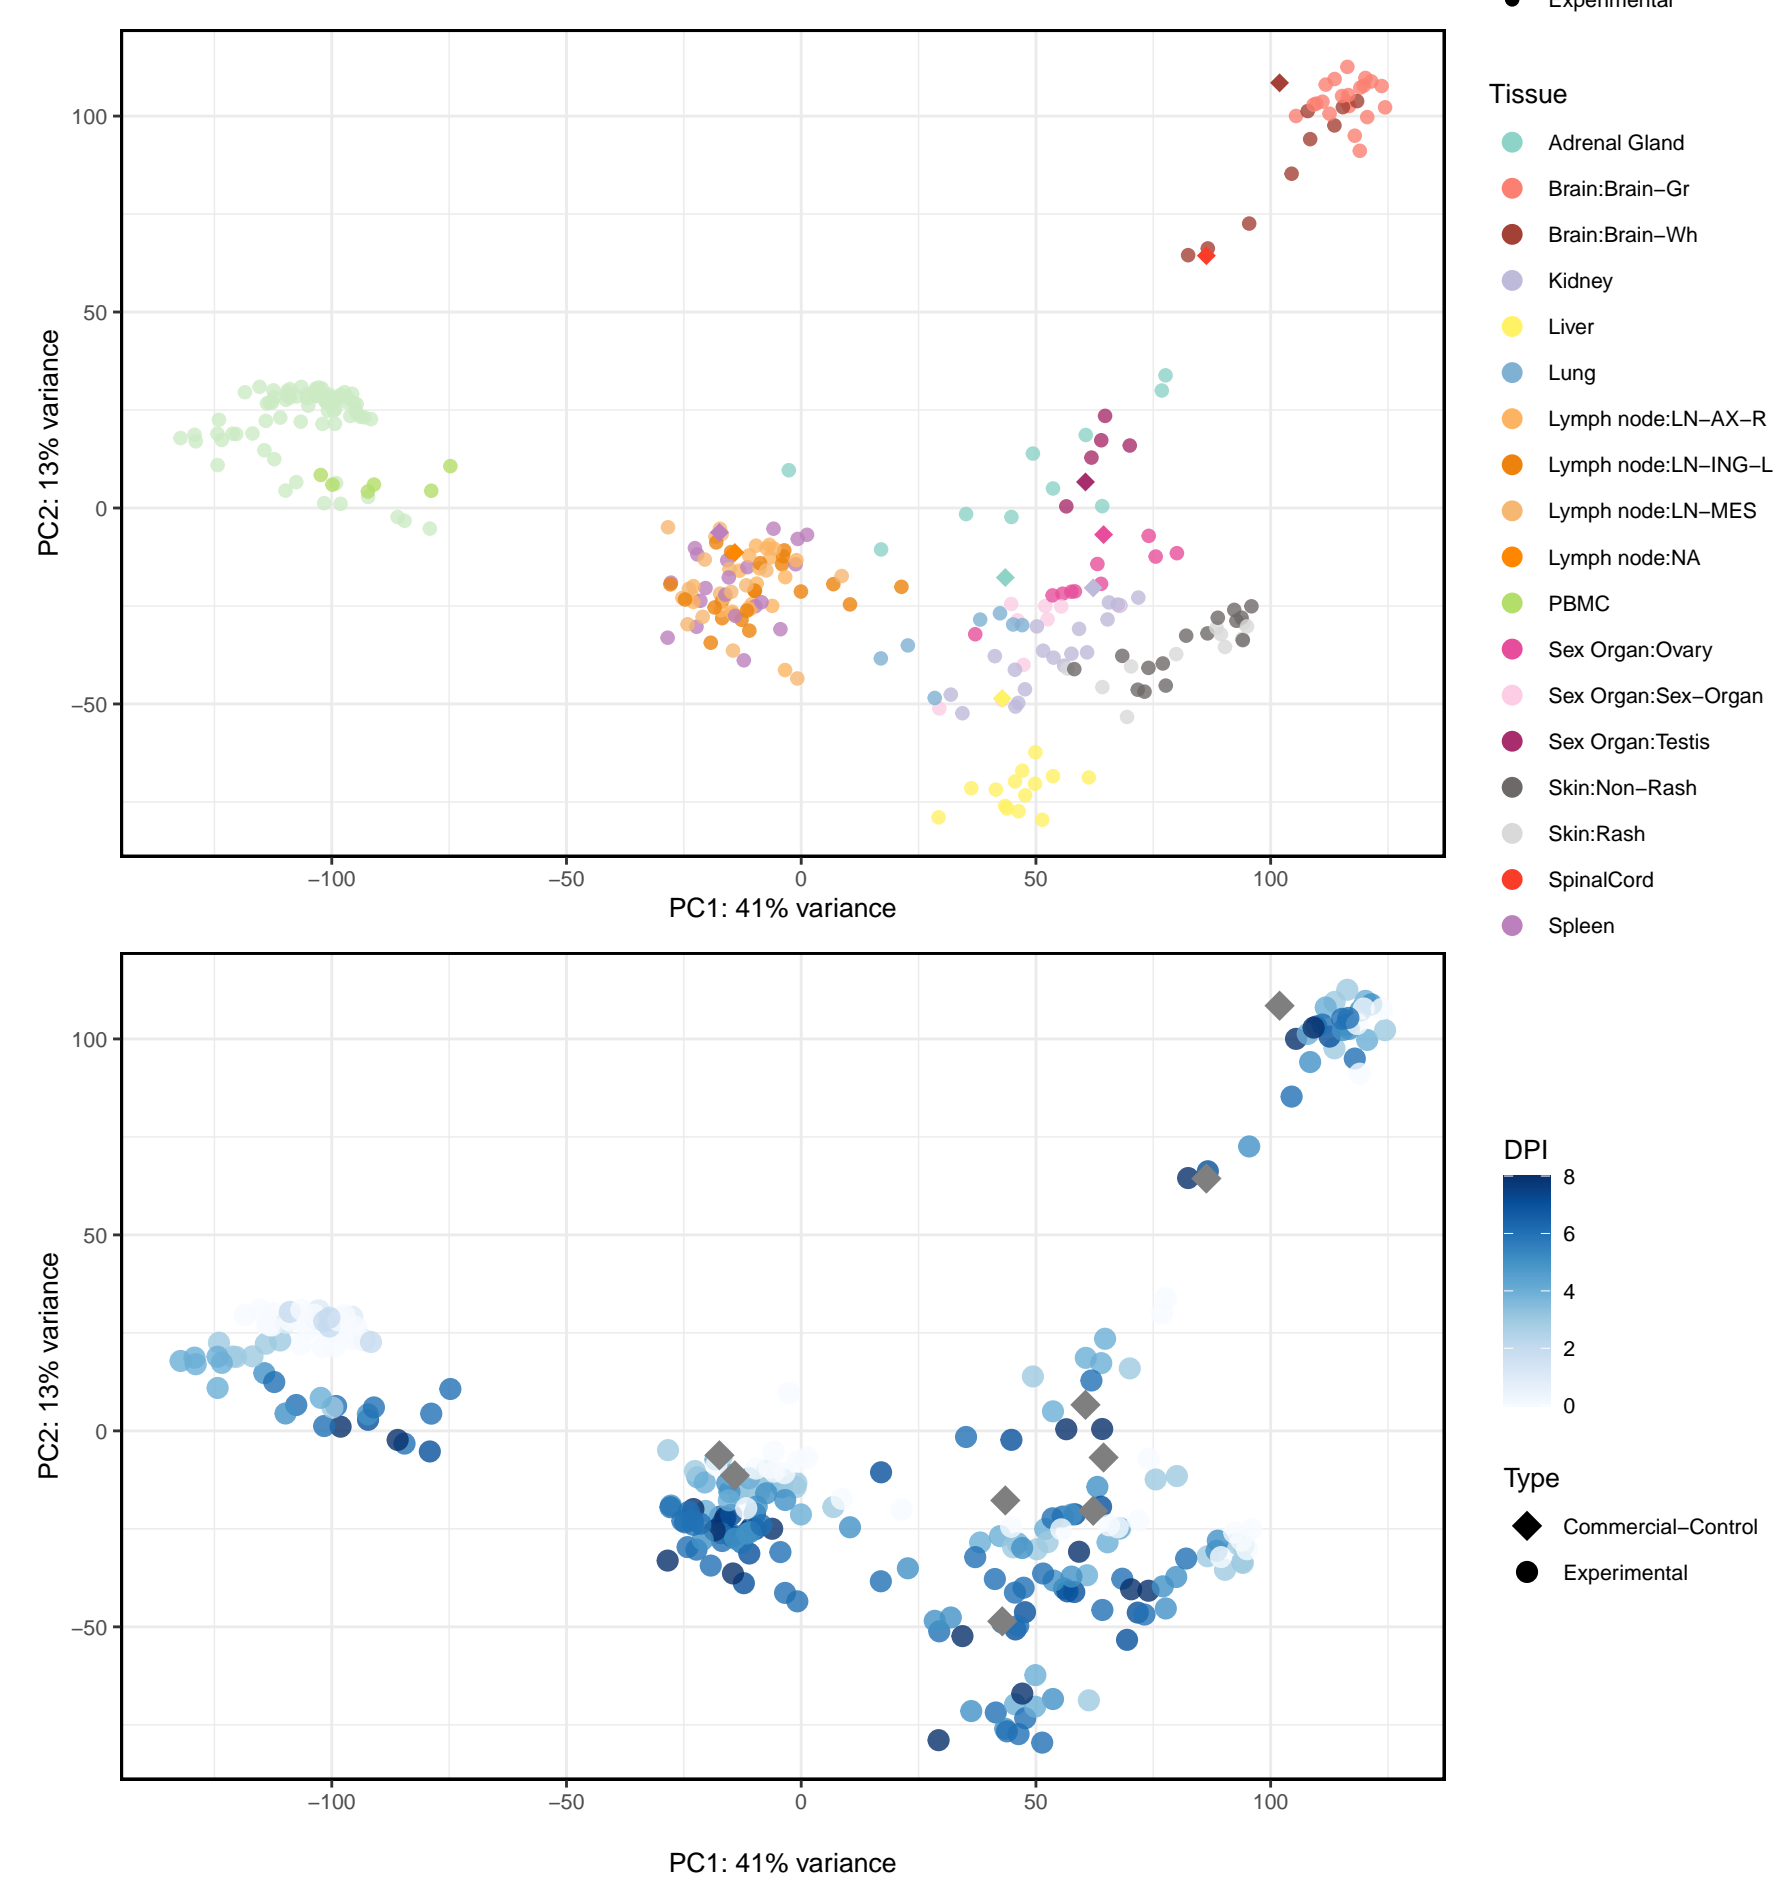 Experimental
Tissue
Adrenal Gland
Brain:Brain−Gr
Brain:Brain−Wh
Kidney
Liver
Lung
Lymph node:LN−AX−R
Lymph node:LN−ING−L
Lymph node:LN−MES
Lymph node:NA
PBMC
Sex Organ:Ovary
Sex Organ:Sex−Organ
Sex Organ:Testis
Skin:Non−Rash
Skin:Rash
SpinalCord
Spleen
PC2: 13% variance
100
50
0
−50
−100
−50
0
50
100
PC1: 41% variance
PC2: 13% variance
100
50
0
−50
−100
−50
0
50
100
PC1: 41% variance
DPI
8
6
4
2
0
Type
Commercial−Control
Experimental